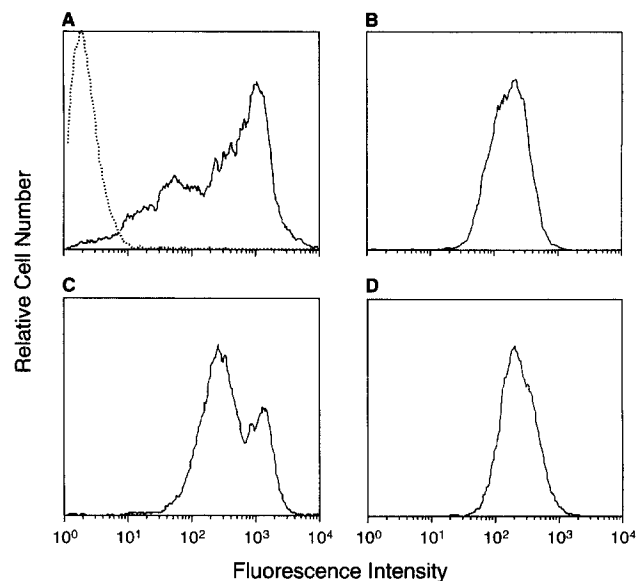 A
B
Relative Cell Number
C
D
10⁰ 10¹ 10² 10³ 10⁴
10⁰ 10¹ 10² 10³ 10⁴
Fluorescence Intensity